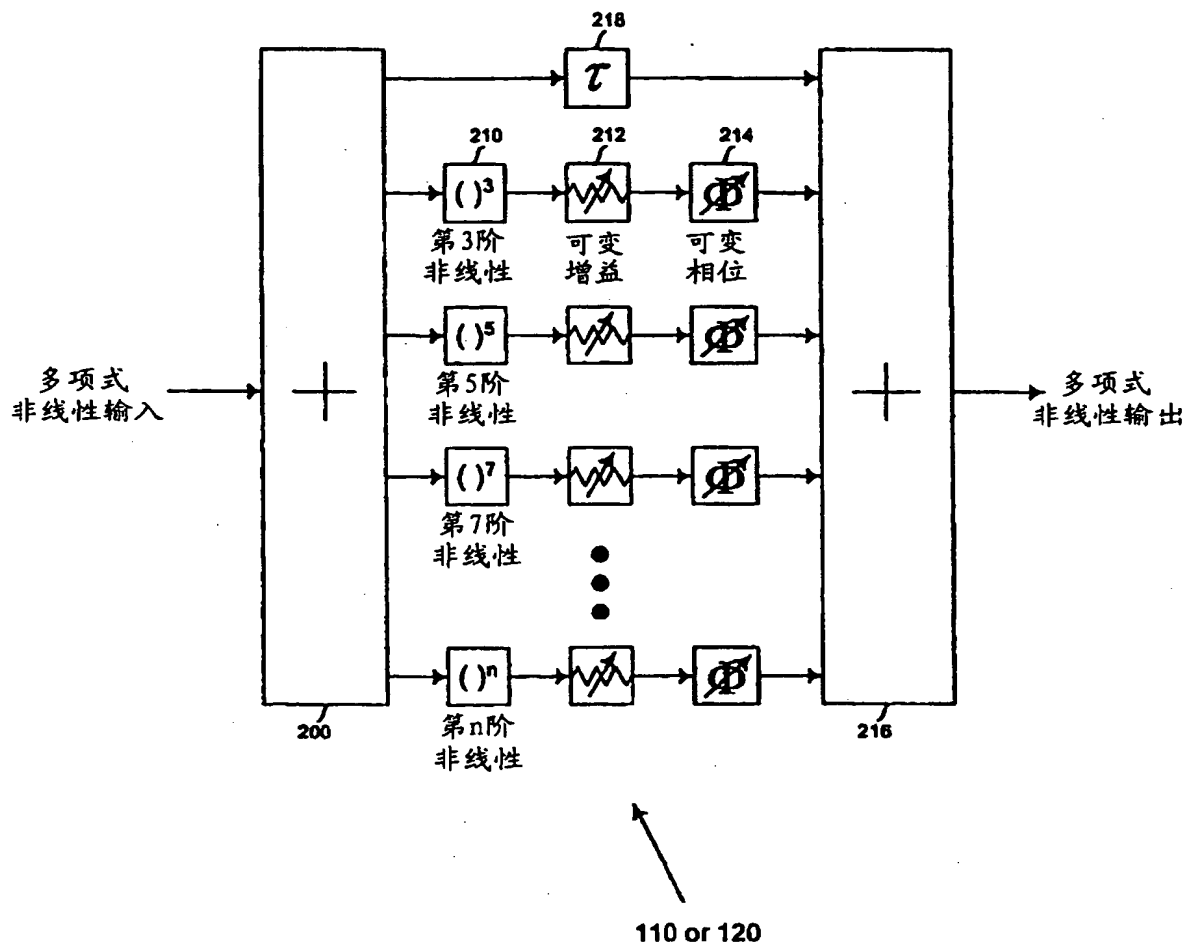 218
τ
210
212
214
( )³
Φ
第3阶
非线性
可变
增益
可变
相位
( )⁵
Φ
第5阶
非线性
多项式
非线性输入
+
+
多项式
非线性输出
( )⁷
Φ
第7阶
非线性
( )ⁿ
Φ
第n阶
非线性
200
216
110 or 120